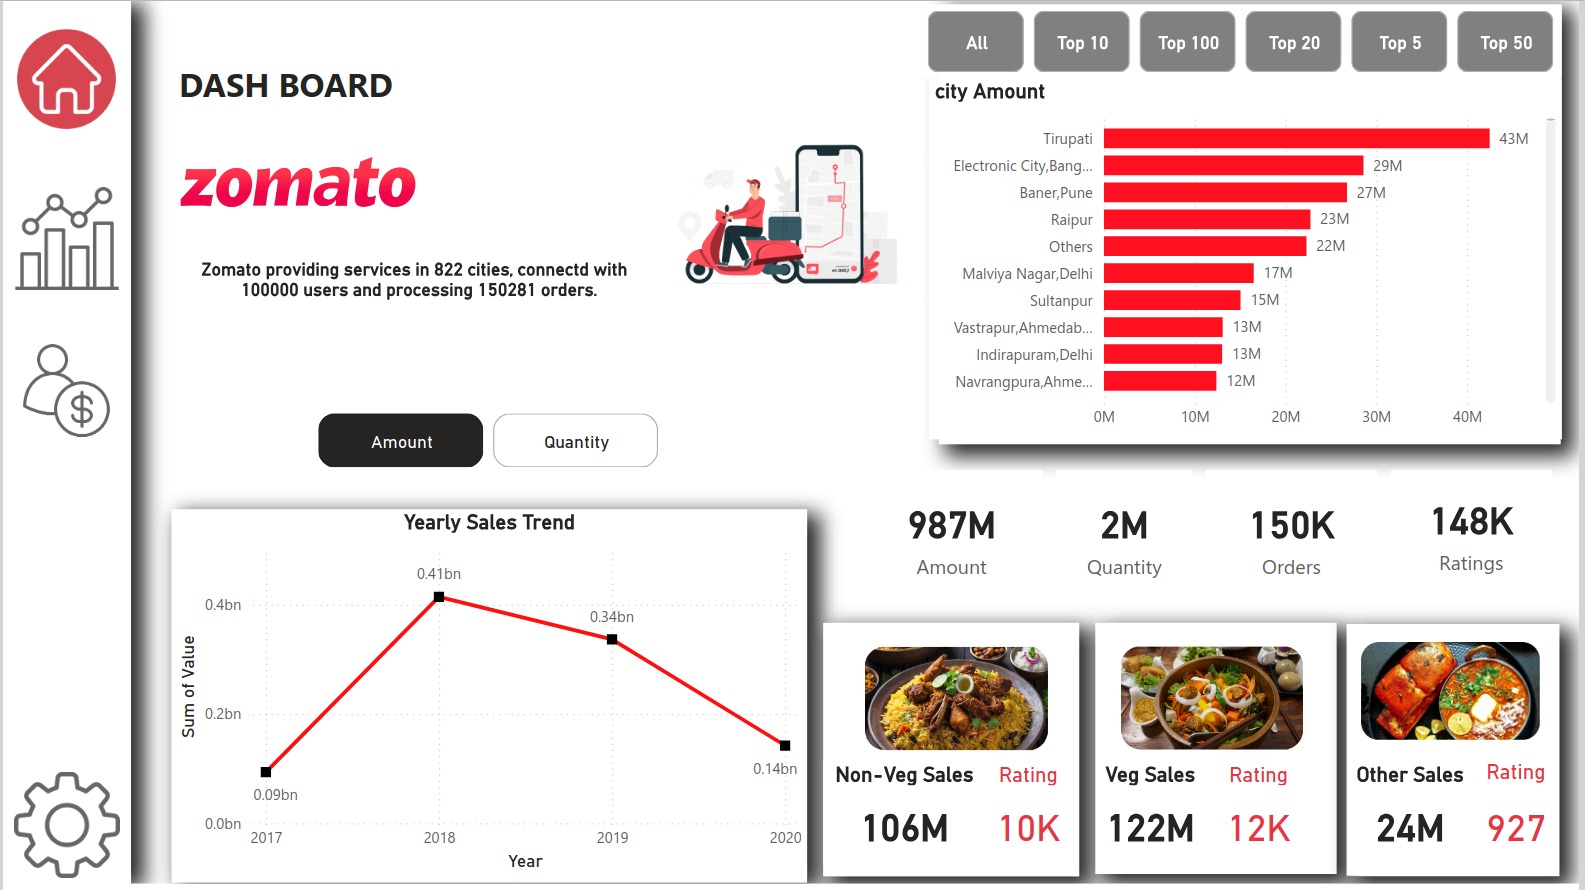 DASH BOARD
zomato
Zomato providing services in 822 cities, connectd with
100000 users and processing 150281 orders.
Amount
Quantity
All
Top 10
Top 100
Top 20
Top 5
Top 50
city Amount
Tirupati
43M
Electronic City,Bang...
29M
Baner,Pune
27M
Raipur
23M
Others
22M
Malviya Nagar,Delhi
17M
Sultanpur
15M
Vastrapur,Ahmedab...
13M
Indirapuram,Delhi
13M
Navrangpura,Ahme...
12M
0M
10M
20M
30M
40M
Yearly Sales Trend
Sum of Value
0.4bn
0.2bn
0.0bn
0.09bn
0.41bn
0.34bn
0.14bn
2017
2018
2019
2020
Year
987M
Amount
2M
Quantity
150K
Orders
148K
Ratings
Non-Veg Sales
Rating
106M
10K
Veg Sales
Rating
122M
12K
Other Sales
Rating
24M
927